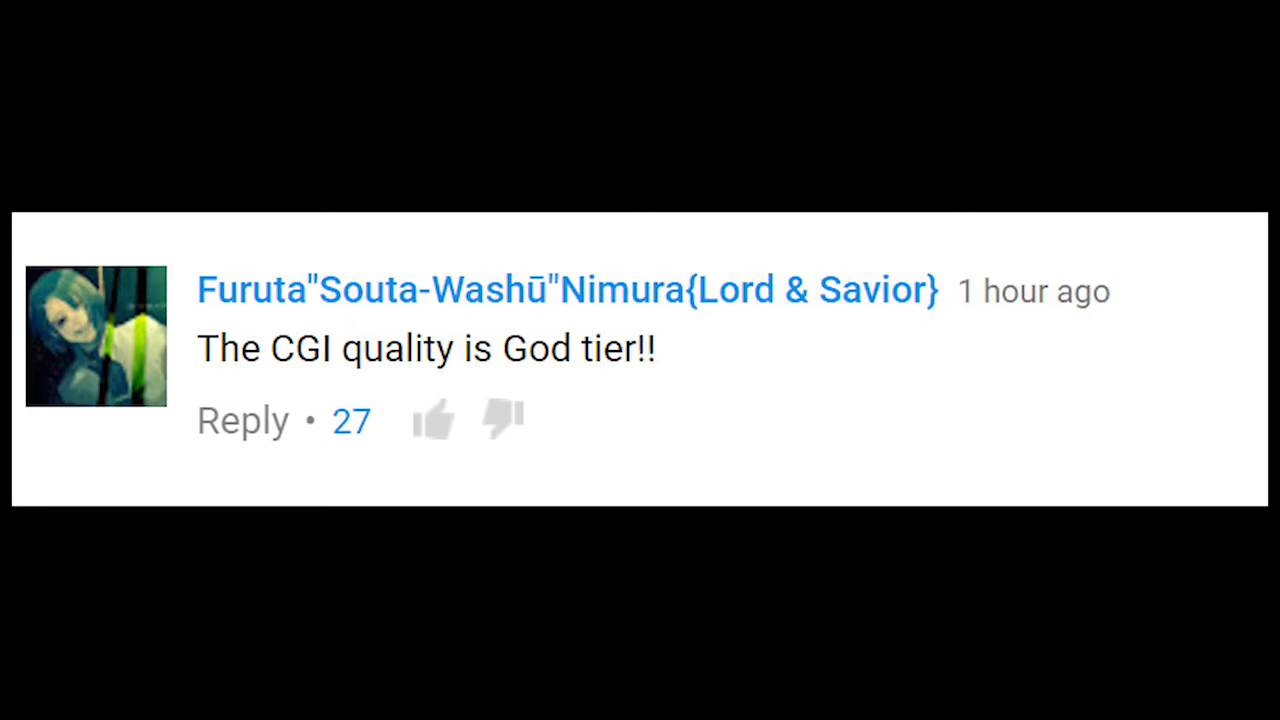 Furuta"Souta-Washū"Nimura{Lord & Savior} 1 hour ago
The CGI quality is God tier!!
Reply • 27